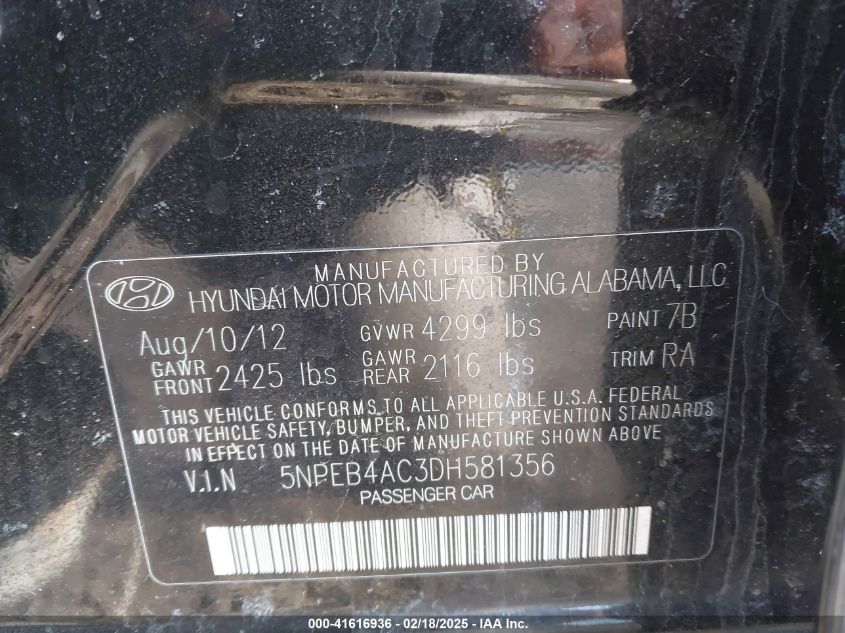 MANUFACTURED BY
HYUNDAI MOTOR MANUFACTURING ALABAMA, LLC
Aug/10/12 GVWR 4299 lbs PAINT 7B
GAWR FRONT 2425 lbs GAWR REAR 2116 lbs TRIM RA
THIS VEHICLE CONFORMS TO ALL APPLICABLE U.S.A. FEDERAL
MOTOR VEHICLE SAFETY, BUMPER, AND THEFT PREVENTION STANDARDS
IN EFFECT ON THE DATE OF MANUFACTURE SHOWN ABOVE
V.I.N 5NPEB4AC3DH581356
PASSENGER CAR
000-41616936 - 02/18/2025 - IAA Inc.